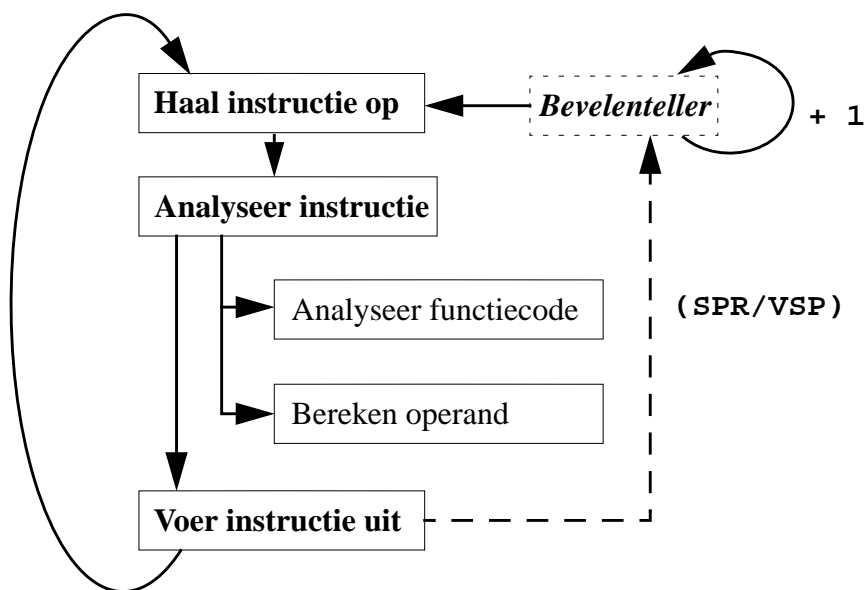 Haal instructie op
Bevelenteller
+ 1
Analyseer instructie
Analyseer functiecode
(SPR/VSP)
Bereken operand
Voer instructie uit